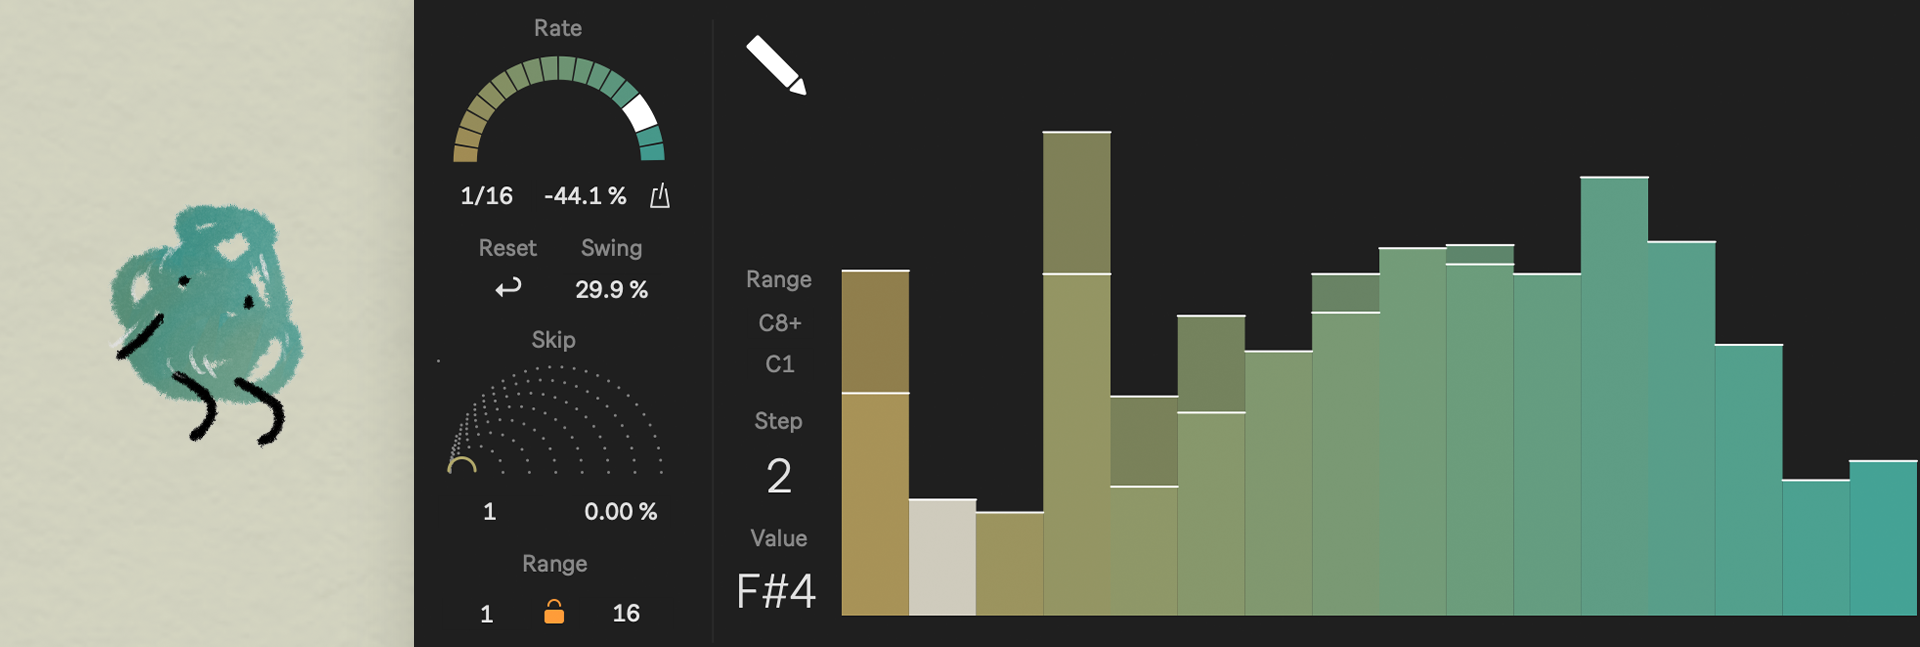 Rate
1/16 -44.1 %
Reset Swing
29.9 %
Skip
1 0.00 %
Range
1 16
Range
C8+
C1
Step
2
Value
F#4